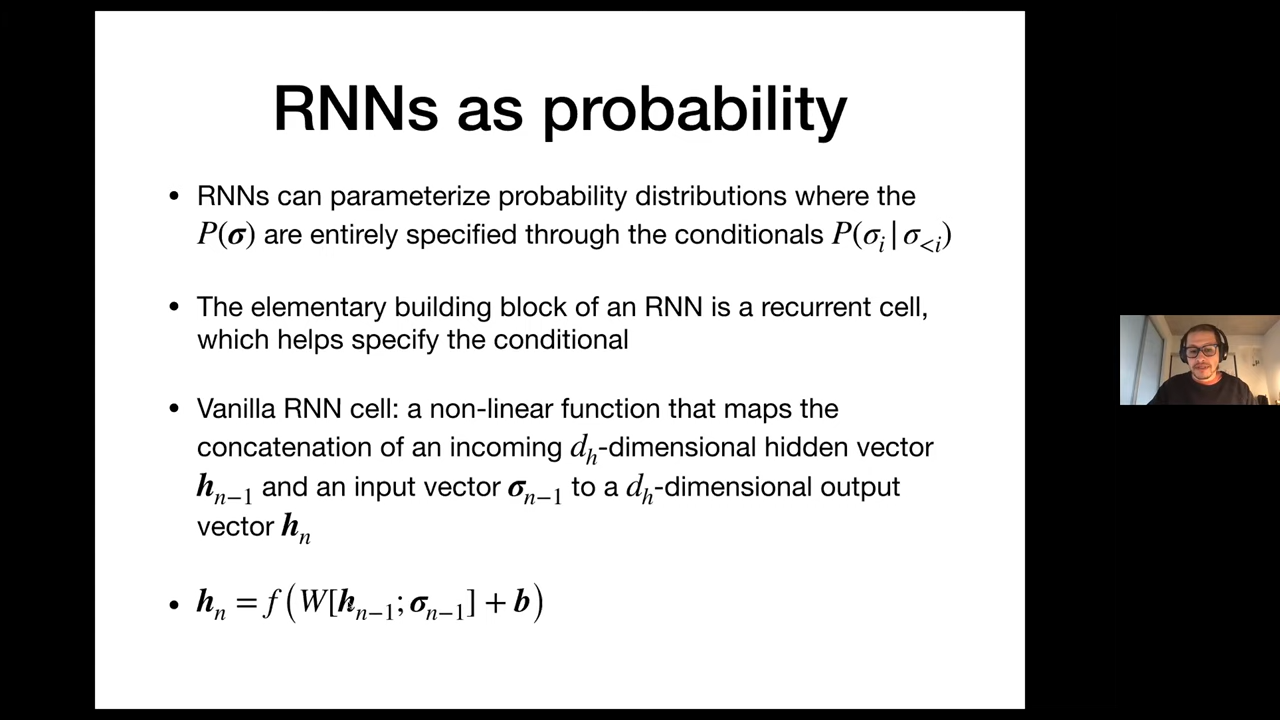 RNNs as probability
• RNNs can parameterize probability distributions where the
P(𝝈) are entirely specified through the conditionals P(σ_i | σ_{<i})
• The elementary building block of an RNN is a recurrent cell,
which helps specify the conditional
• Vanilla RNN cell: a non-linear function that maps the
concatenation of an incoming d_h-dimensional hidden vector
𝒉_{n−1} and an input vector 𝝈_{n−1} to a d_h-dimensional output
vector 𝒉_n
• 𝒉_n = f(W[𝒉_{n−1}; 𝝈_{n−1}] + 𝒃)